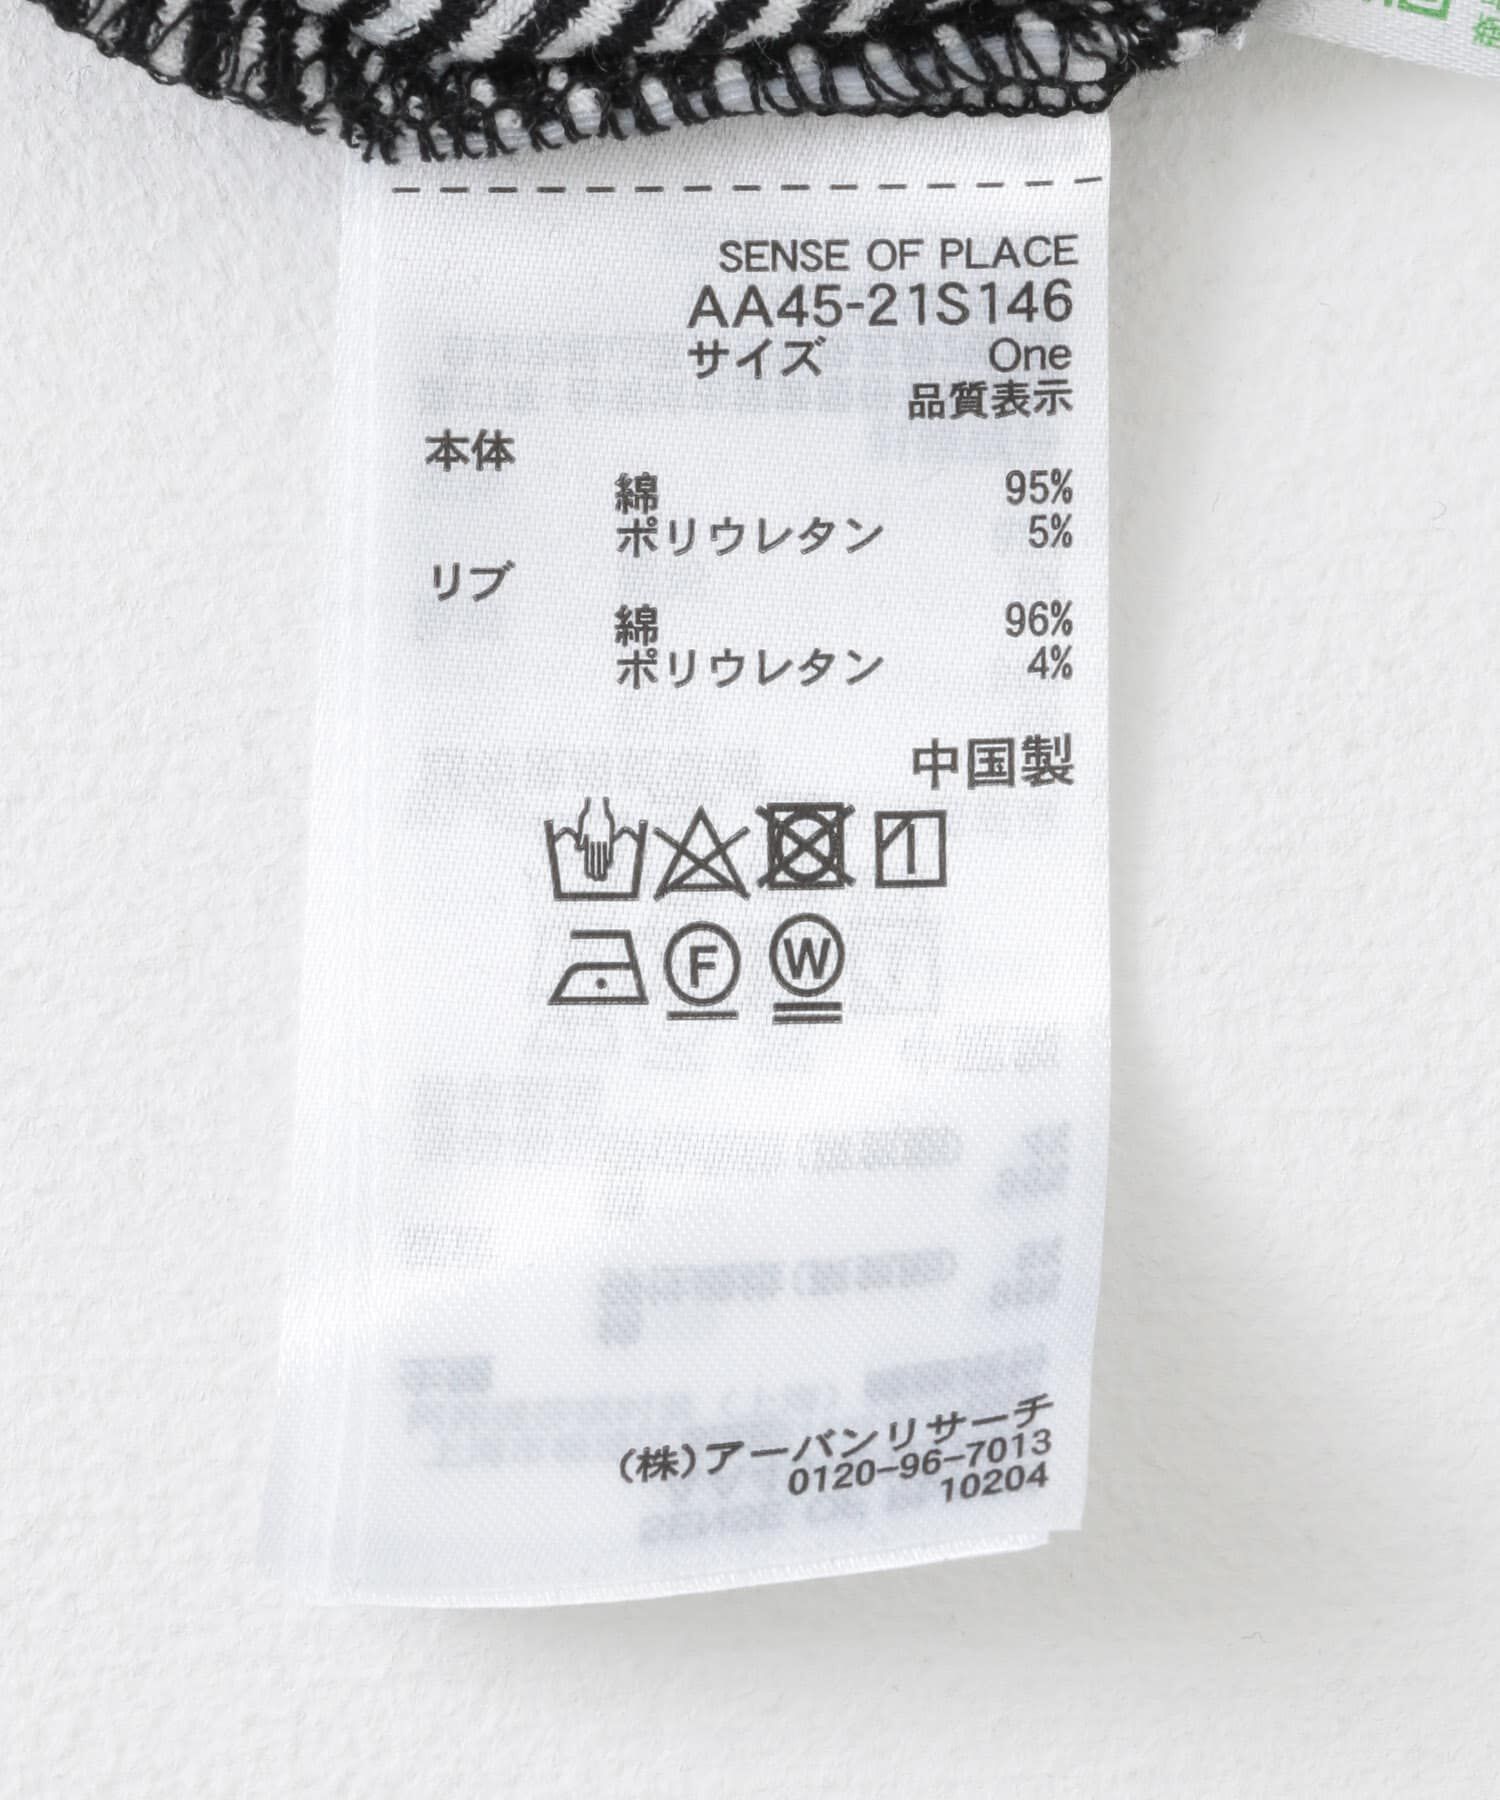 SENSE OF PLACE
AA45-21S146
サイズ One
品質表示
本体
綿 95%
ポリウレタン 5%
リブ
綿 96%
ポリウレタン 4%
中国製
F W
(株)アーバンリサーチ
0120-96-7013
10204